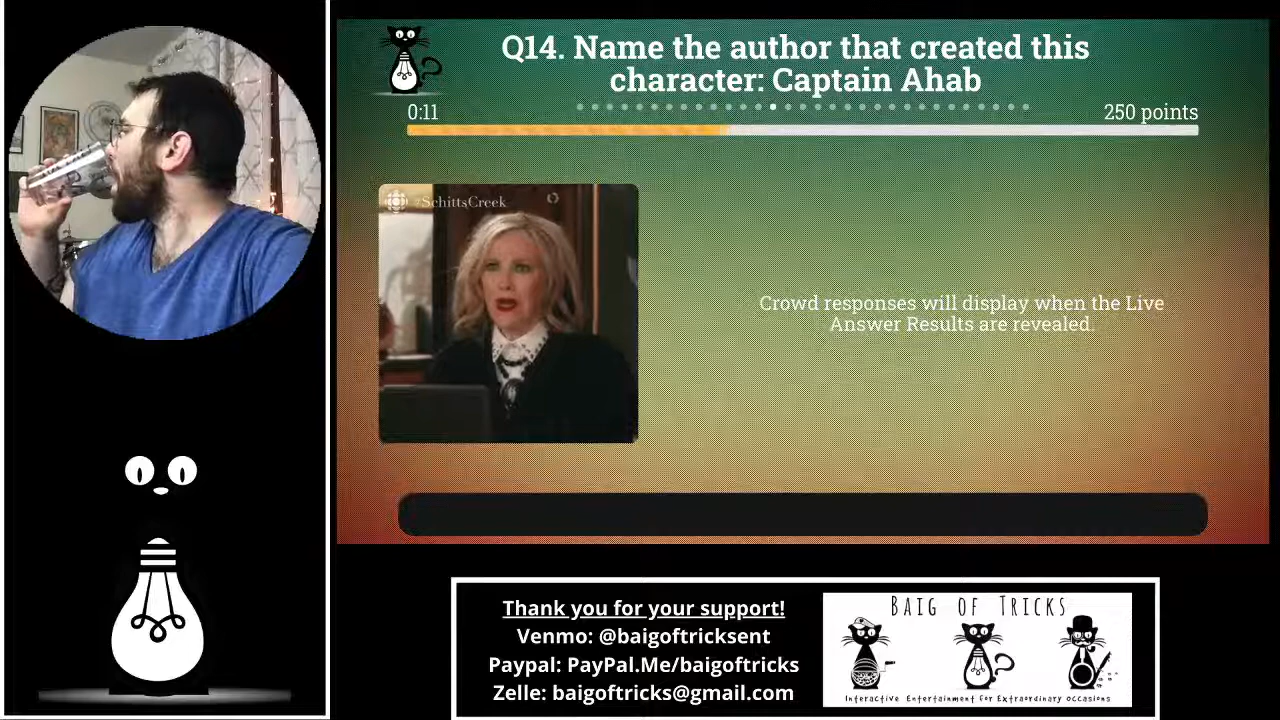 Q14. Name the author that created this
character: Captain Ahab
0:11
250 points
#SchittsCreek
Crowd responses will display when the Live
Answer Results are revealed.
Thank you for your support!
Venmo: @baigoftricksent
Paypal: PayPal.Me/baigoftricks
Zelle: baigoftricks@gmail.com
BAIG OF TRICKS
Interactive Entertainment for Extraordinary Occasions